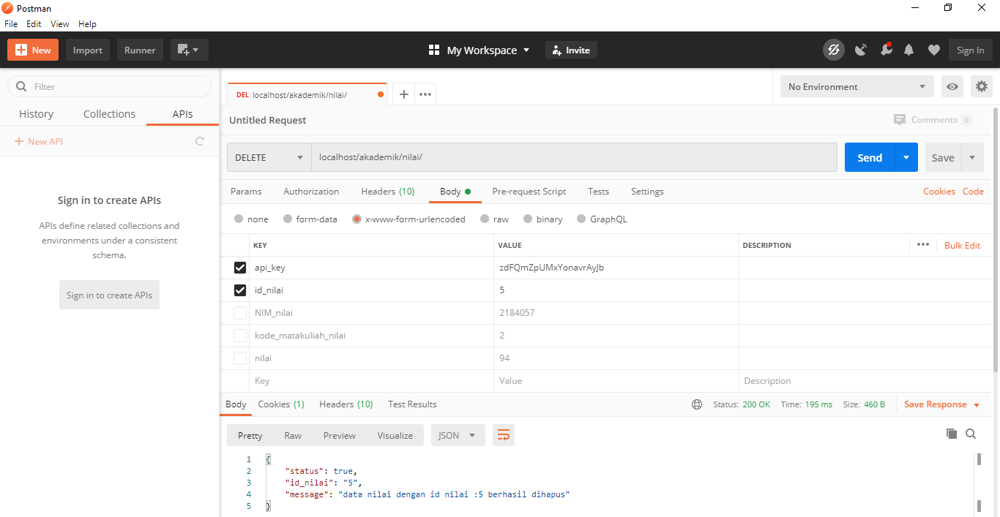 Postman
File Edit View Help
New Import Runner My Workspace Invite Sign In
Filter
History Collections APIs
New API
Sign in to create APIs
APIs define related collections and
environments under a consistent
schema.
Sign in to create APIs
DEL localhost/akademik/nilai/
No Environment
Untitled Request
Comments 0
DELETE localhost/akademik/nilai/ Send Save
Params Authorization Headers (10) Body Pre-request Script Tests Settings Cookies Code
none form-data x-www-form-urlencoded raw binary GraphQL
KEY VALUE DESCRIPTION Bulk Edit
api_key zdFQmZpUMxYonavrAyJb
id_nilai 5
NIM_nilai 2184057
kode_matakuliah_nilai 2
nilai 94
Key Value Description
Body Cookies (1) Headers (10) Test Results Status: 200 OK Time: 195 ms Size: 460 B Save Response
Pretty Raw Preview Visualize JSON
1 {
2 "status": true,
3 "id_nilai": "5",
4 "message": "data nilai dengan id nilai :5 berhasil dihapus"
5 }